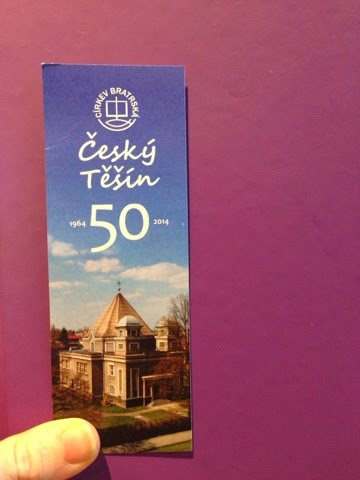 CÍRKEV BRATRSKÁ
Český
Těšín
1964 50 2014